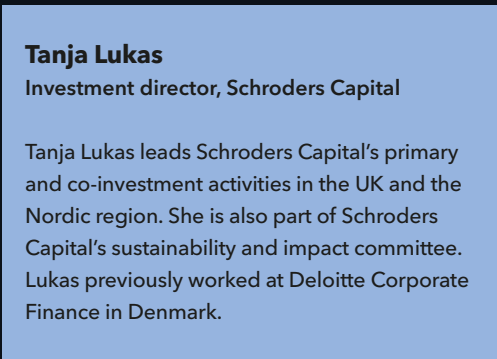 Tanja Lukas
Investment director, Schroders Capital
Tanja Lukas leads Schroders Capital’s primary
and co-investment activities in the UK and the
Nordic region. She is also part of Schroders
Capital’s sustainability and impact committee.
Lukas previously worked at Deloitte Corporate
Finance in Denmark.